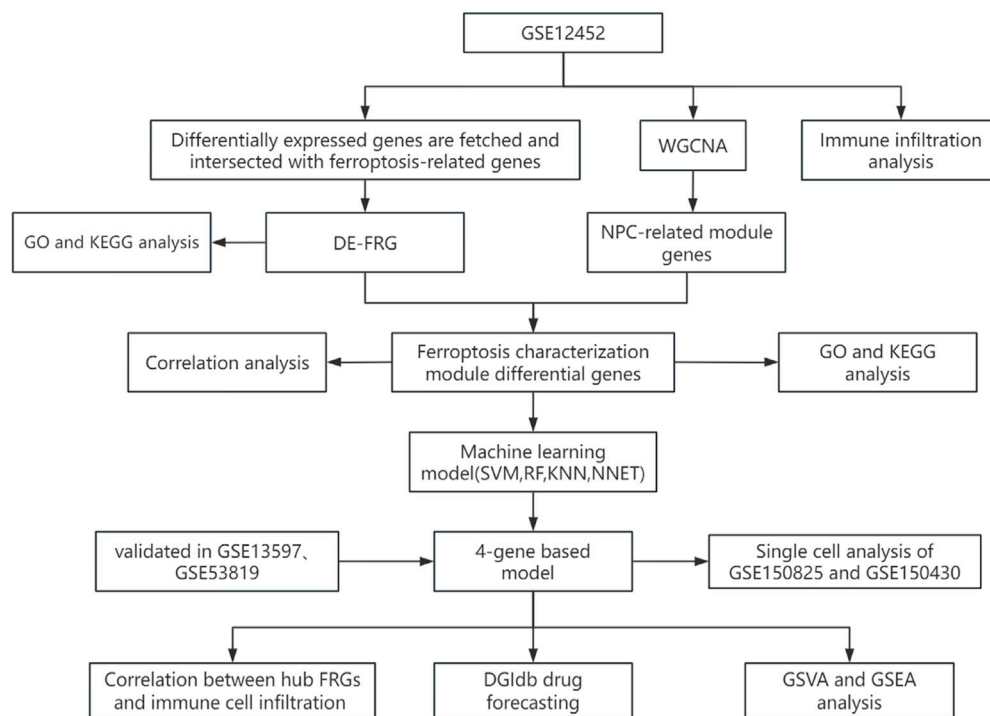 GSE12452
Differentially expressed genes are fetched and
intersected with ferroptosis-related genes
WGCNA
Immune infiltration
analysis
GO and KEGG analysis
DE-FRG
NPC-related module
genes
Correlation analysis
Ferroptosis characterization
module differential genes
GO and KEGG
analysis
Machine learning
model(SVM,RF,KNN,NNET)
validated in GSE13597、
GSE53819
4-gene based
model
Single cell analysis of
GSE150825 and GSE150430
Correlation between hub FRGs
and immune cell infiltration
DGIdb drug
forecasting
GSVA and GSEA
analysis